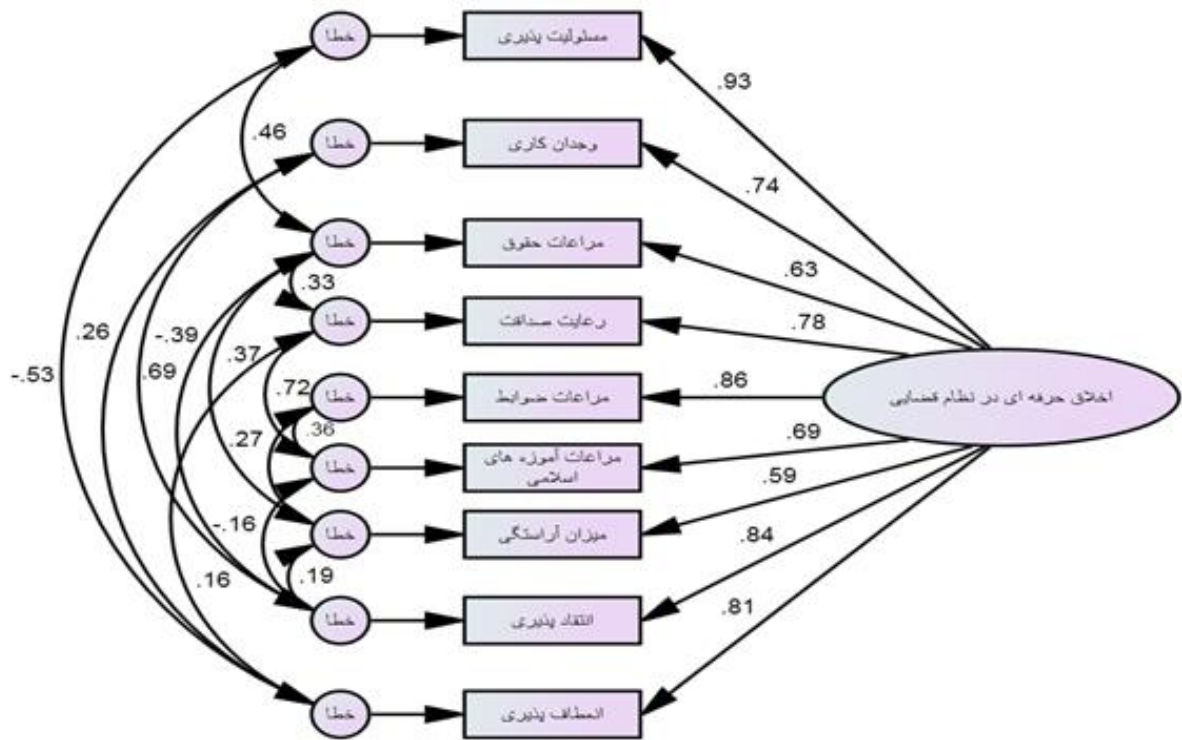 خطا
مسئولیت پذیری
.93
خطا
وجدان کاری
.46
.74
خطا
مراعات حقوق
.63
.33
خطا
رعایت صداقت
.78
-.53
.26
-.39
.69
.37
.72
خطا
مراعات ضوابط
.86
اخلاق حرفه ای در نظام قضایی
.36
.27
خطا
مراعات آموزه های
اسلامی
.69
.59
-.16
خطا
میزان آراستگی
.84
.16
.19
خطا
انتقاد پذیری
.81
خطا
انعطاف پذیری